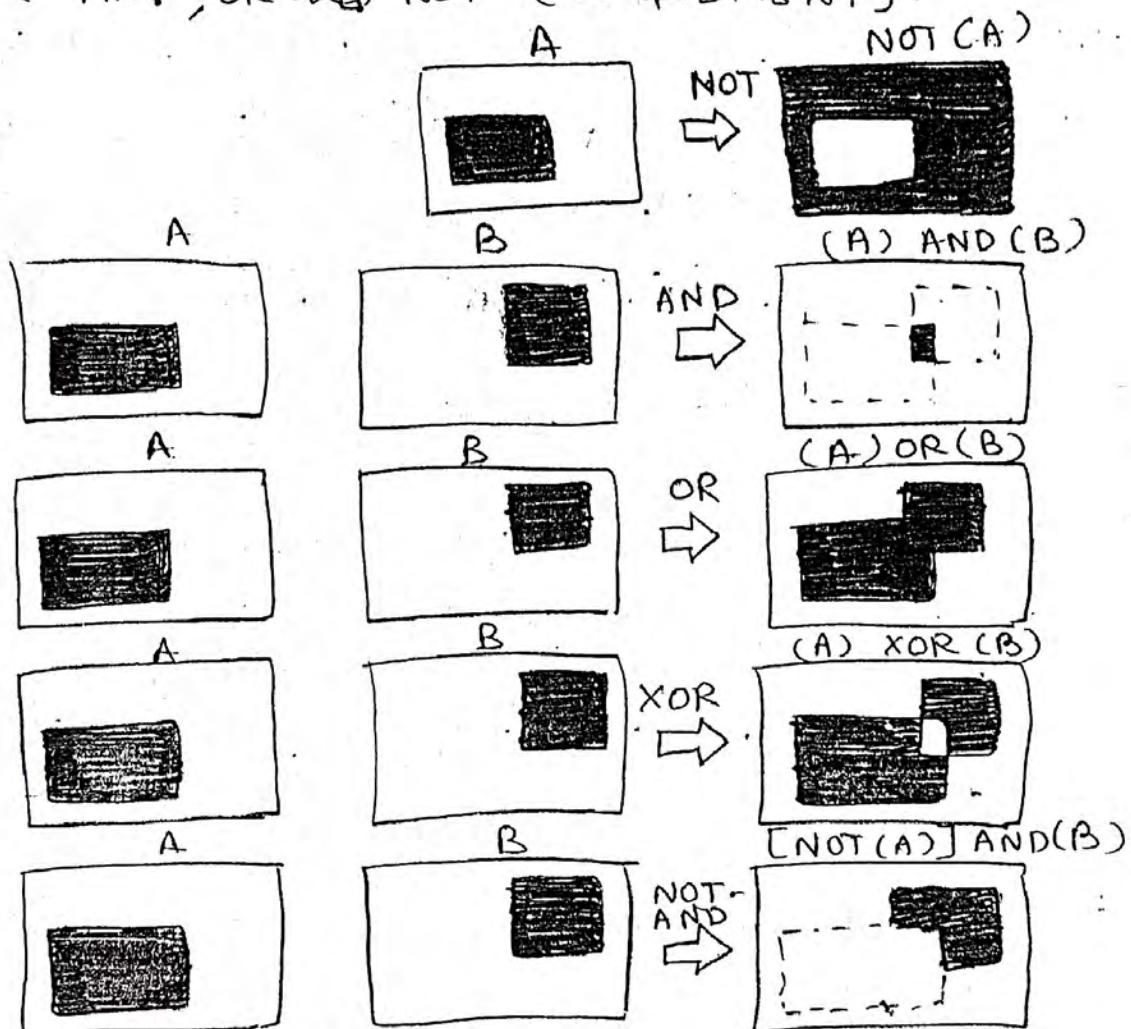 A NOT (A)
NOT
A B (A) AND (B)
AND
A B (A) OR (B)
OR
A B (A) XOR (B)
XOR
A B [NOT (A)] AND (B)
NOT-
AND